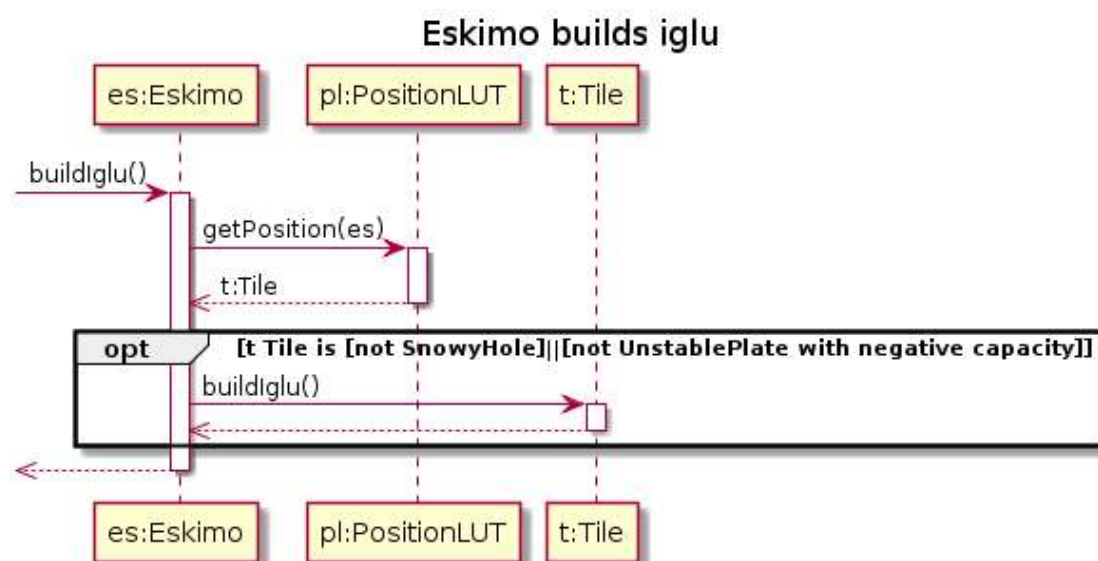 Eskimo builds iglu
es:Eskimo pl:PositionLUT t:Tile
buildIglu()
getPosition(es)
t:Tile
opt [t Tile is [not SnowyHole]||[not UnstablePlate with negative capacity]]
buildIglu()
es:Eskimo pl:PositionLUT t:Tile